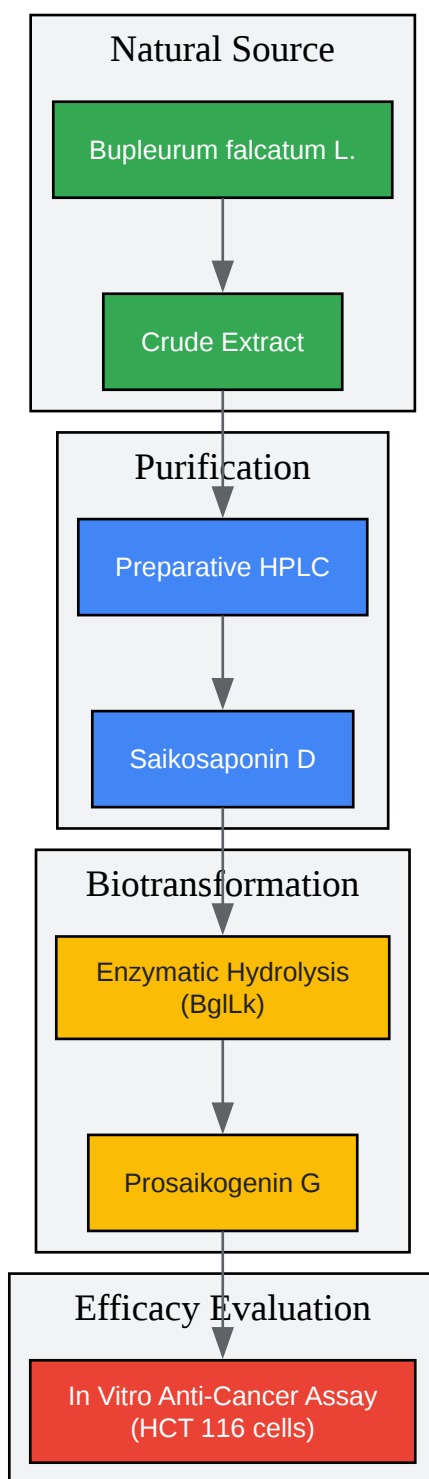 Natural Source
Bupleurum falcatum L.
Crude Extract
Purification
Preparative HPLC
Saikosaponin D
Biotransformation
Enzymatic Hydrolysis
(BglLk)
Prosaikogenin G
Efficacy Evaluation
In Vitro Anti-Cancer Assay
(HCT 116 cells)